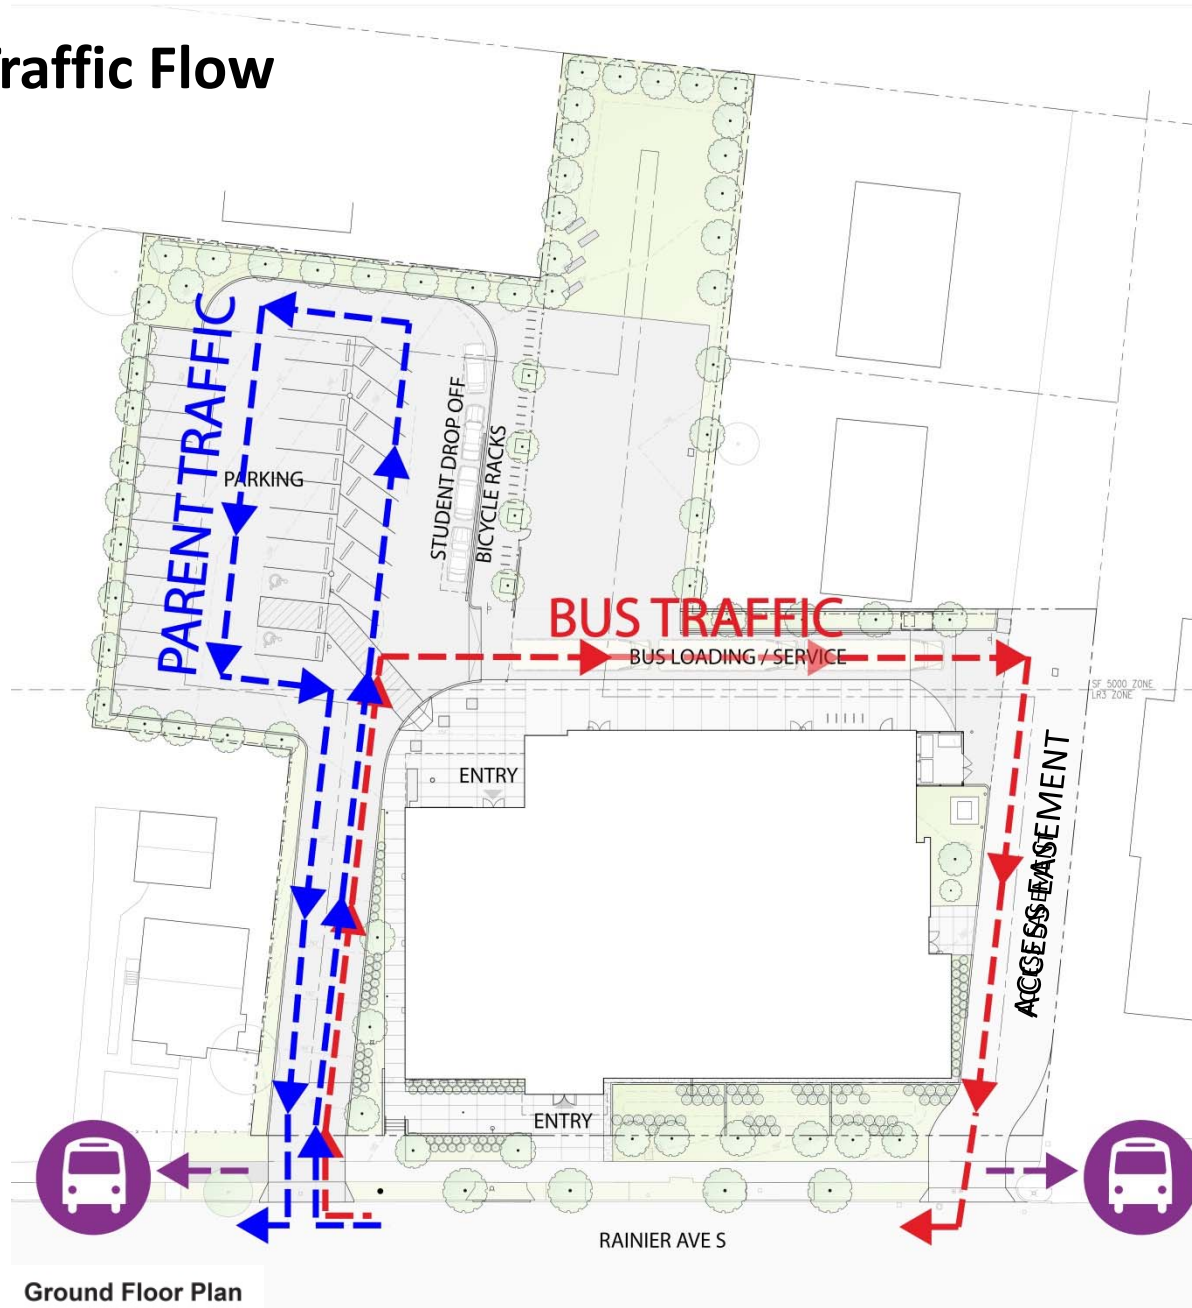 raffic Flow
PARENT TRAFFIC
PARKING
STUDENT DROP OFF
BICYCLE RACKS
BUS TRAFFIC
BUS LOADING / SERVICE
SF 5000 ZONE
LR3 ZONE
ENTRY
ACCESS EASEMENT
ENTRY
RAINIER AVE S
Ground Floor Plan